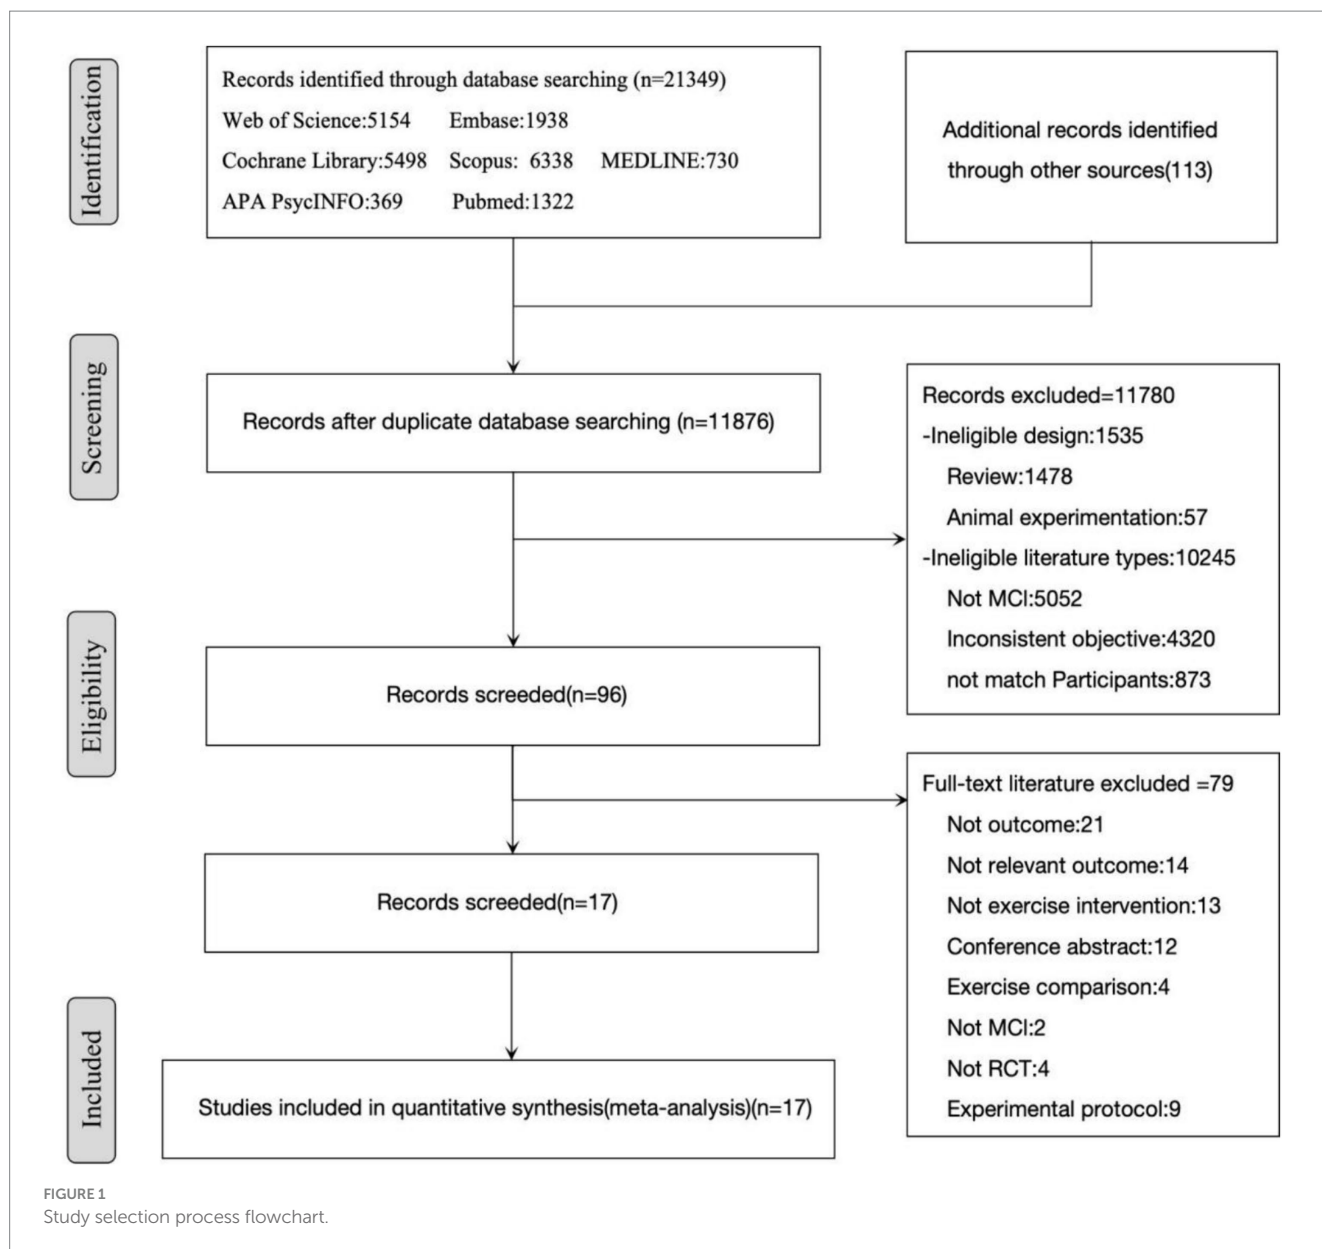 Identification
Records identified through database searching (n=21349)
Web of Science:5154 Embase:1938
Cochrane Library:5498 Scopus: 6338 MEDLINE:730
APA PsycINFO:369 Pubmed:1322
Additional records identified
through other sources(113)
Screening
Records after duplicate database searching (n=11876)
Records excluded=11780
-Ineligible design:1535
Review:1478
Animal experimentation:57
-Ineligible literature types:10245
Not MCI:5052
Inconsistent objective:4320
not match Participants:873
Eligibility
Records screeded(n=96)
Full-text literature excluded =79
Not outcome:21
Not relevant outcome:14
Not exercise intervention:13
Conference abstract:12
Exercise comparison:4
Not MCI:2
Not RCT:4
Experimental protocol:9
Records screeded(n=17)
Included
Studies included in quantitative synthesis(meta-analysis)(n=17)
FIGURE 1
Study selection process flowchart.